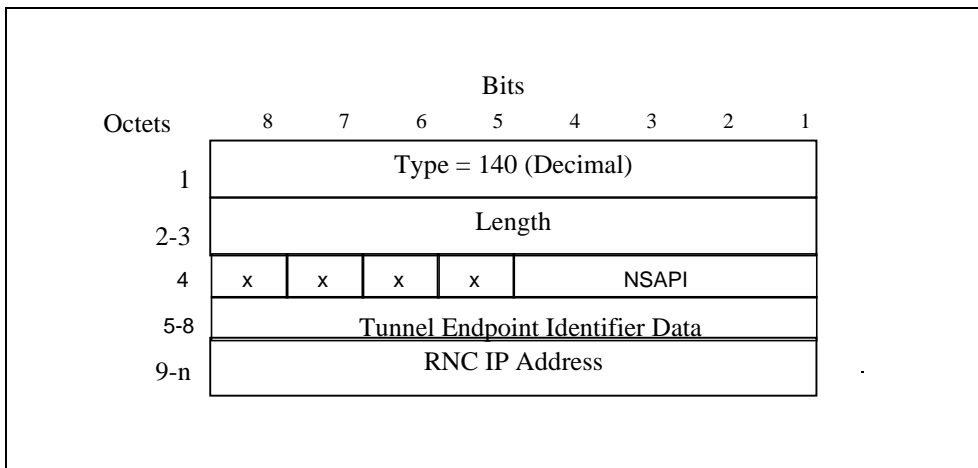 Bits
Octets 8 7 6 5 4 3 2 1
1 Type = 140 (Decimal)
2-3 Length
4 x x x x NSAPI
5-8 Tunnel Endpoint Identifier Data
9-n RNC IP Address
.